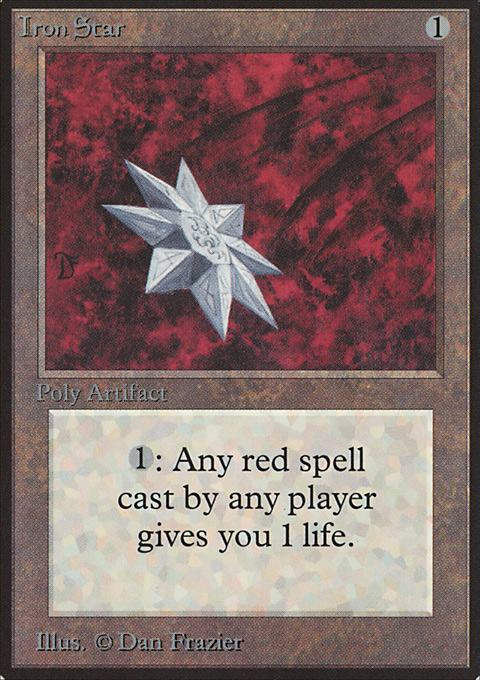 Iron Star 1
Poly Artifact
1: Any red spell
cast by any player
gives you 1 life.
Illus. © Dan Frazier